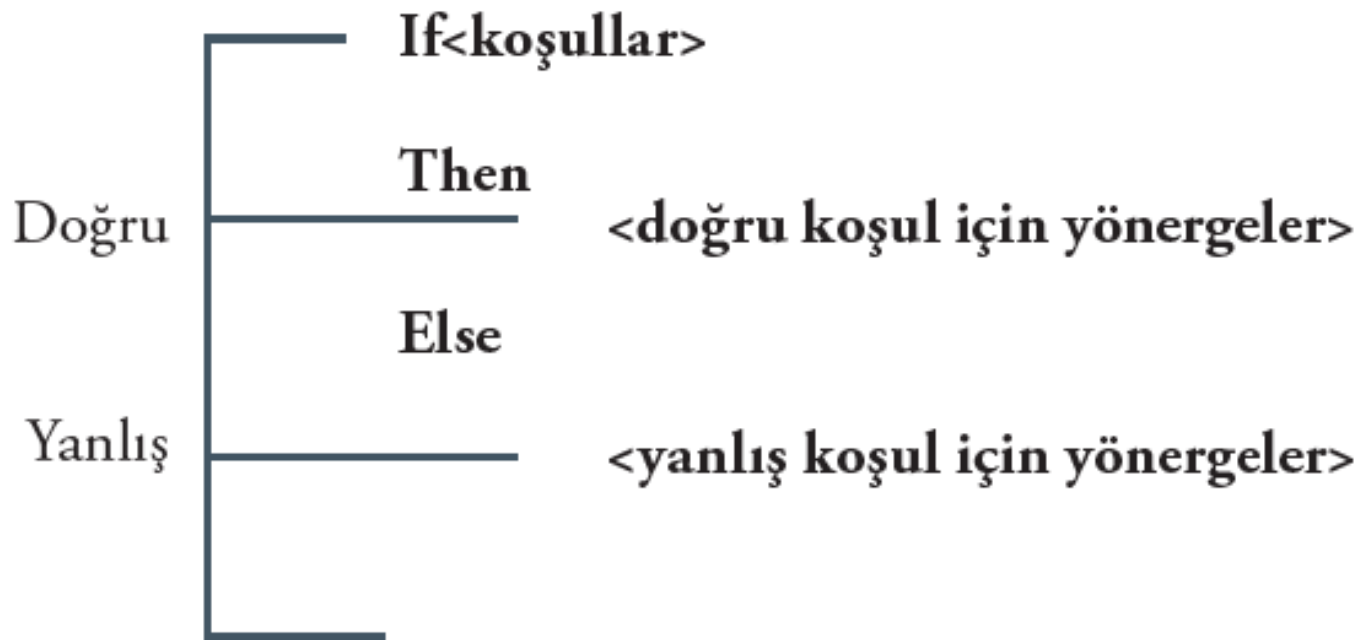 If<koşullar>
Then
Doğru <doğru koşul için yönergeler>
Else
Yanlış <yanlış koşul için yönergeler>